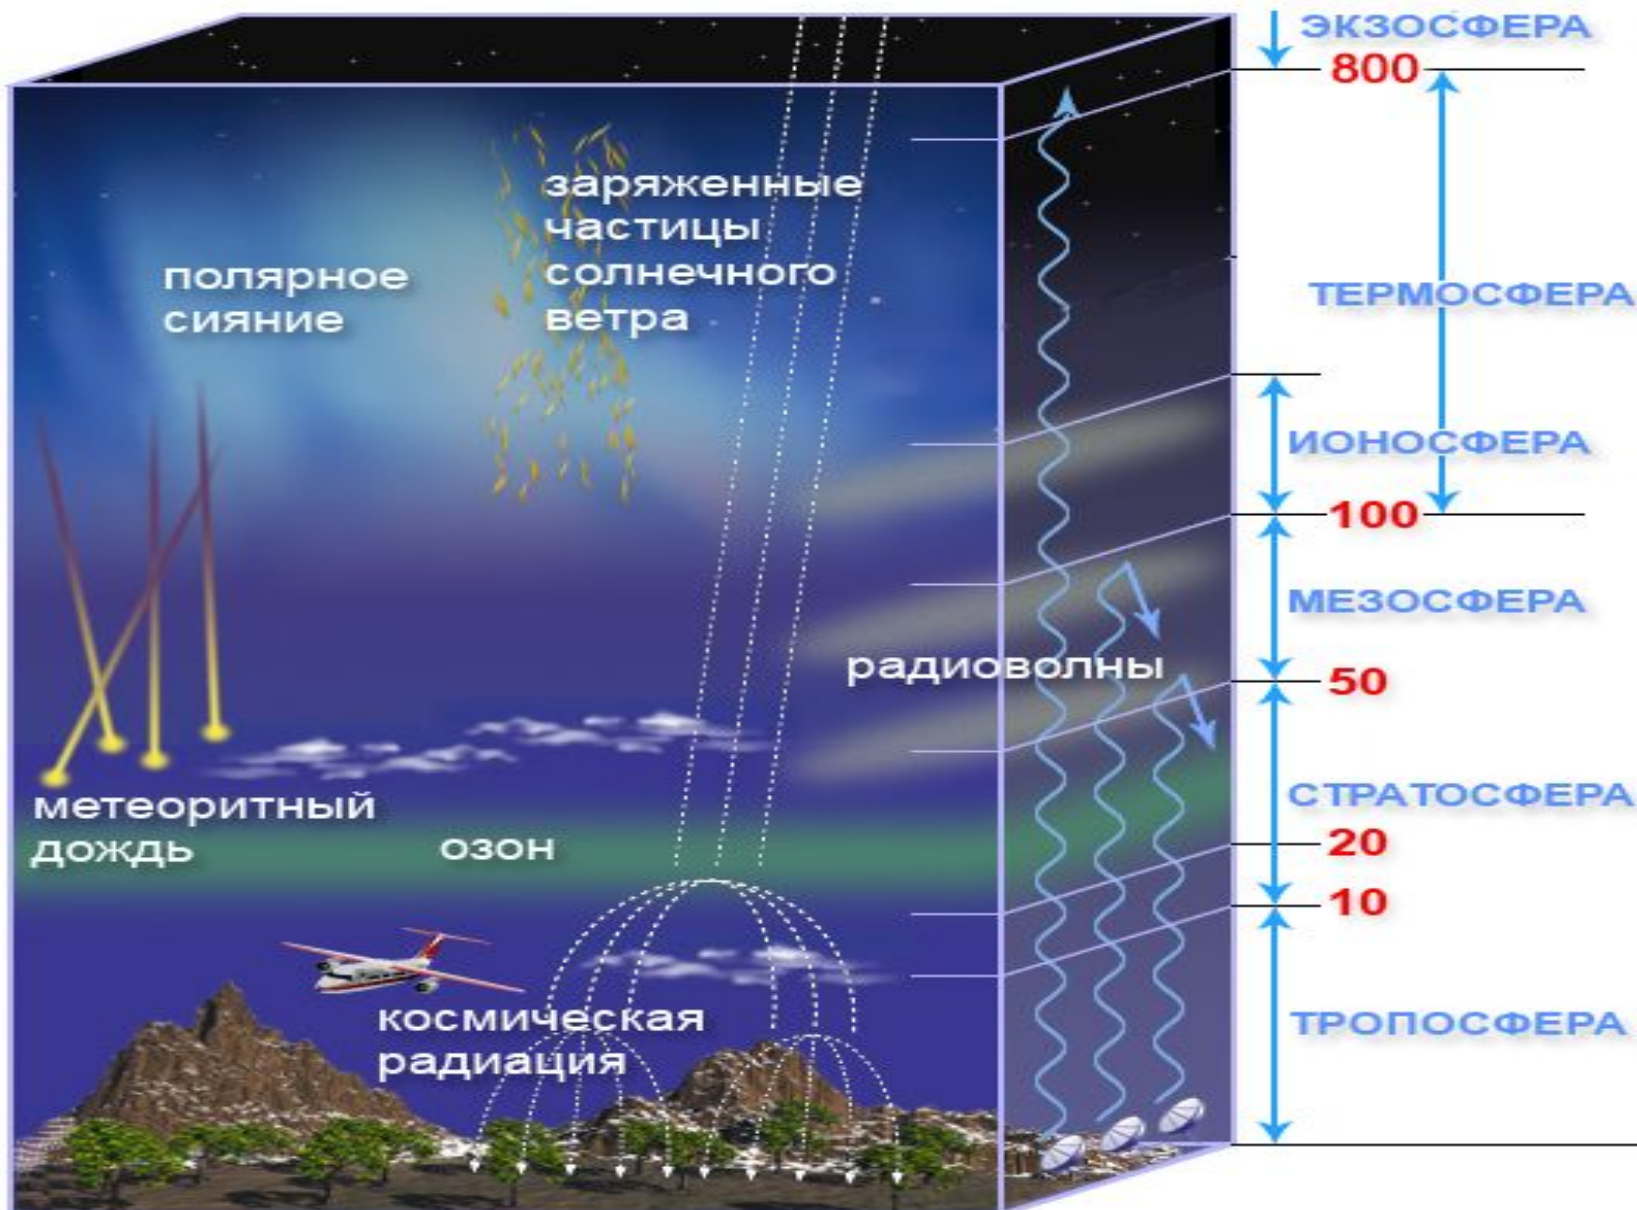 ЭКЗОСФЕРА
800
заряженные
частицы
солнечного
ветра
полярное
сияние
ТЕРМОСФЕРА
ИОНОСФЕРА
100
МЕЗОСФЕРА
радиоволны
50
метеоритный
дождь
озон
СТРАТОСФЕРА
20
10
космическая
радиация
ТРОПОСФЕРА